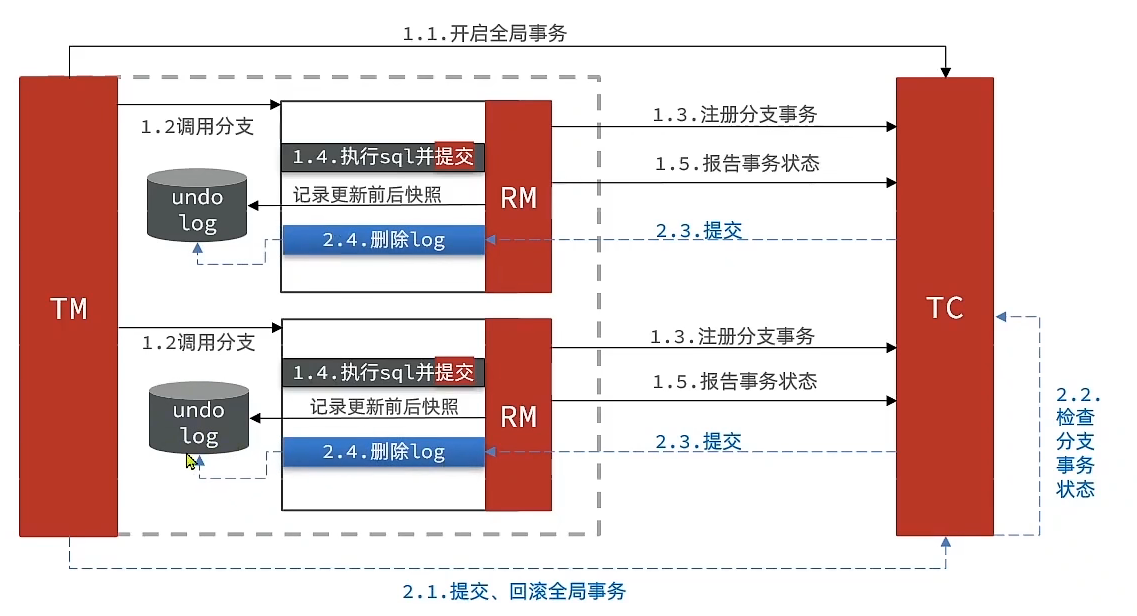 1.1.开启全局事务
TM
1.2调用分支
1.4.执行sql并提交
记录更新前后快照
undo
log
2.4.删除log
RM
1.3.注册分支事务
1.5.报告事务状态
2.3.提交
1.2调用分支
1.4.执行sql并提交
记录更新前后快照
undo
log
2.4.删除log
RM
1.3.注册分支事务
1.5.报告事务状态
2.3.提交
TC
2.2.
检查
分支
事务
状态
2.1.提交、回滚全局事务